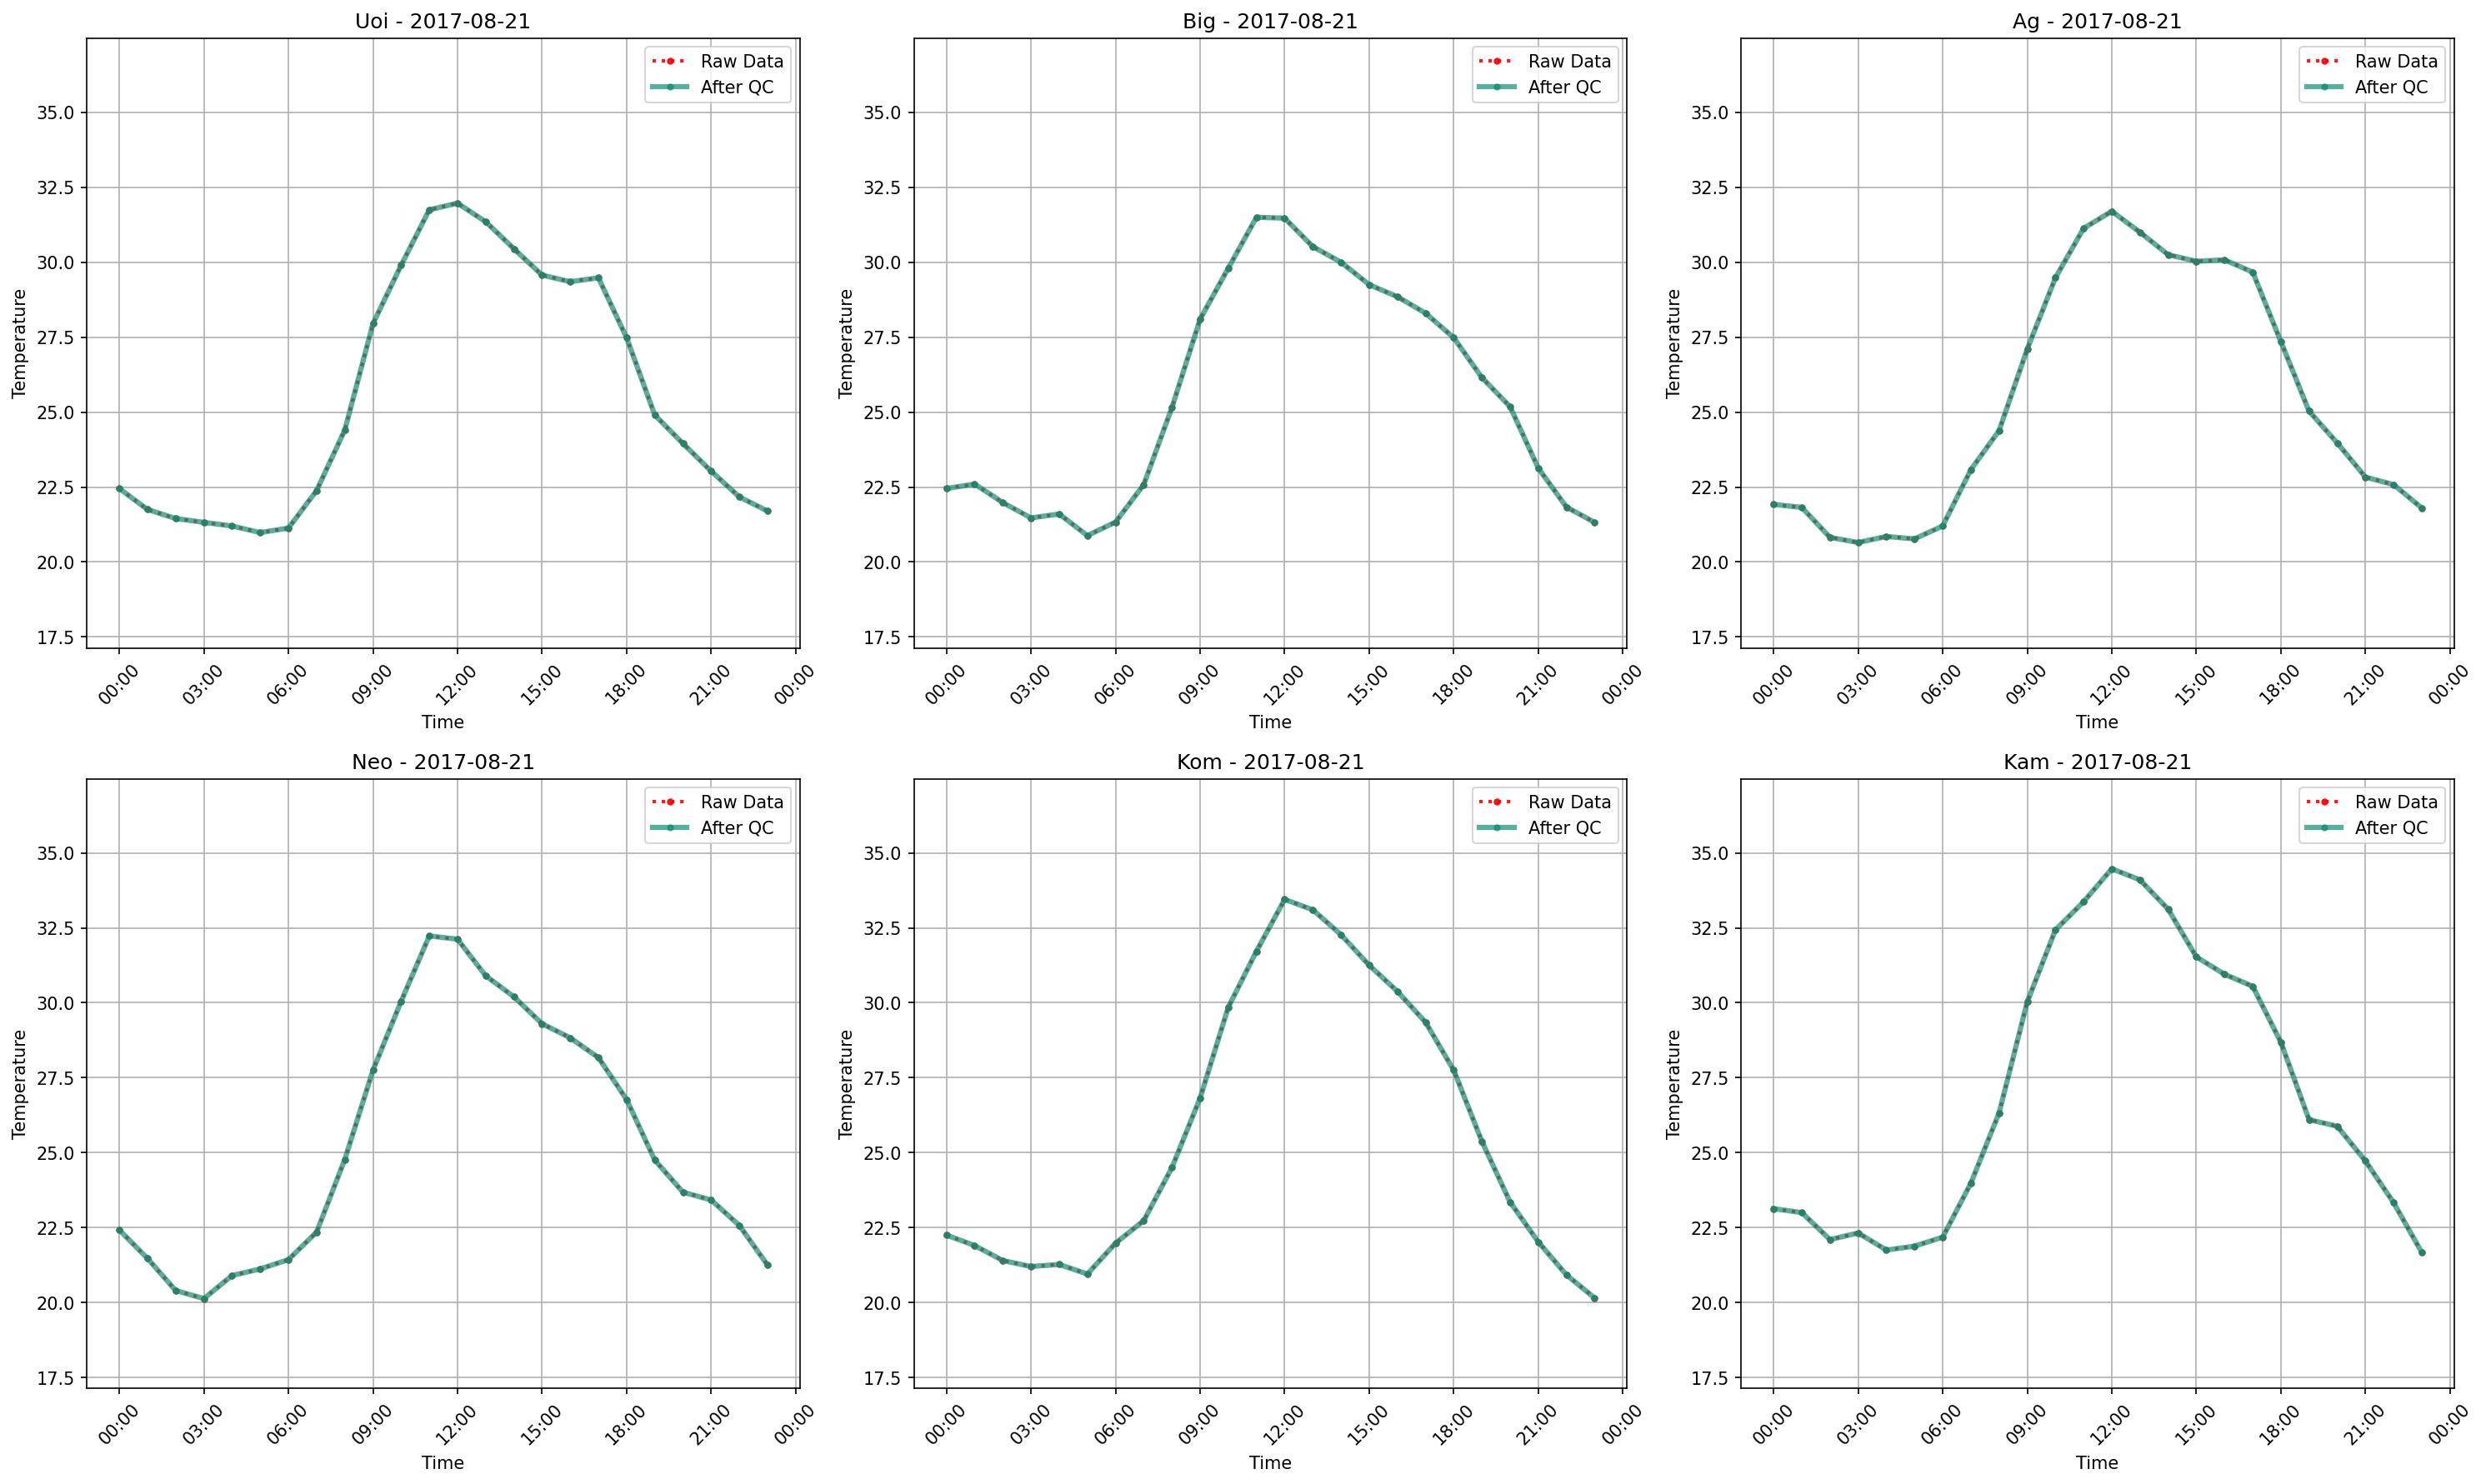 Uoi - 2017-08-21
Raw Data
After QC
Temperature
35.0
32.5
30.0
27.5
25.0
22.5
20.0
17.5
00:00 03:00 06:00 09:00 12:00 15:00 18:00 21:00 00:00
Time
Big - 2017-08-21
Raw Data
After QC
Temperature
35.0
32.5
30.0
27.5
25.0
22.5
20.0
17.5
00:00 03:00 06:00 09:00 12:00 15:00 18:00 21:00 00:00
Time
Ag - 2017-08-21
Raw Data
After QC
Temperature
35.0
32.5
30.0
27.5
25.0
22.5
20.0
17.5
00:00 03:00 06:00 09:00 12:00 15:00 18:00 21:00 00:00
Time
Neo - 2017-08-21
Raw Data
After QC
Temperature
35.0
32.5
30.0
27.5
25.0
22.5
20.0
17.5
00:00 03:00 06:00 09:00 12:00 15:00 18:00 21:00 00:00
Time
Kom - 2017-08-21
Raw Data
After QC
Temperature
35.0
32.5
30.0
27.5
25.0
22.5
20.0
17.5
00:00 03:00 06:00 09:00 12:00 15:00 18:00 21:00 00:00
Time
Kam - 2017-08-21
Raw Data
After QC
Temperature
35.0
32.5
30.0
27.5
25.0
22.5
20.0
17.5
00:00 03:00 06:00 09:00 12:00 15:00 18:00 21:00 00:00
Time